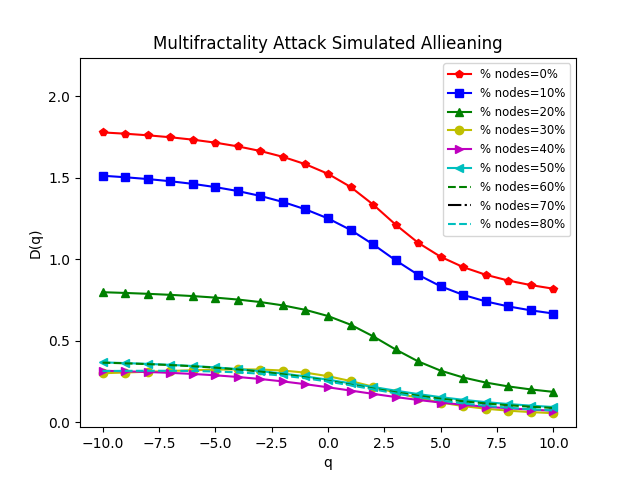 Multifractality Attack Simulated Allieaning
% nodes=0%
% nodes=10%
% nodes=20%
% nodes=30%
% nodes=40%
% nodes=50%
% nodes=60%
% nodes=70%
% nodes=80%
D(q)
2.0
1.5
1.0
0.5
0.0
−10.0 −7.5 −5.0 −2.5 0.0 2.5 5.0 7.5 10.0
q